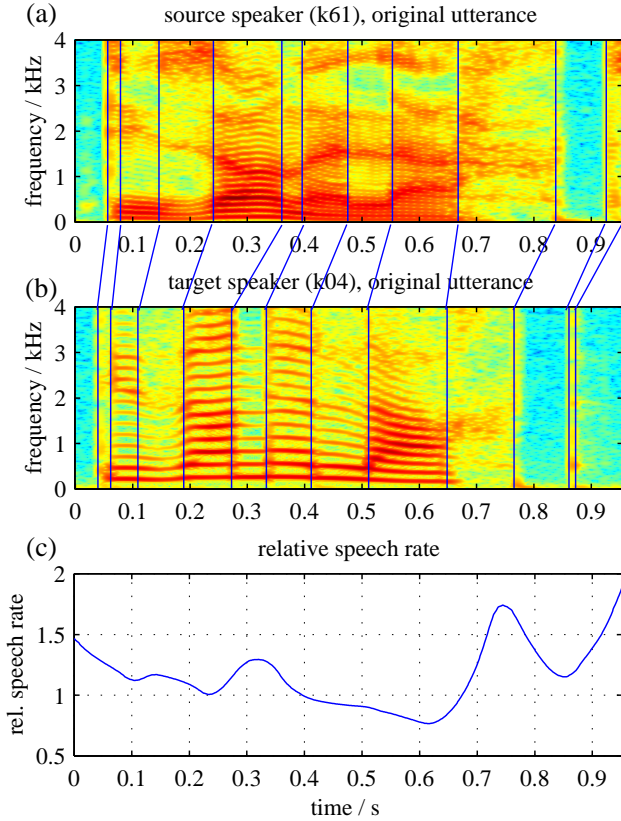 (a)
source speaker (k61), original utterance
4
3
2
1
0
frequency / kHz
0 0.1 0.2 0.3 0.4 0.5 0.6 0.7 0.8 0.9
target speaker (k04), original utterance
(b)
4
3
2
1
0
frequency / kHz
0 0.1 0.2 0.3 0.4 0.5 0.6 0.7 0.8 0.9
(c)
relative speech rate
2
1.5
1
0.5
rel. speech rate
0 0.1 0.2 0.3 0.4 0.5 0.6 0.7 0.8 0.9
time / s